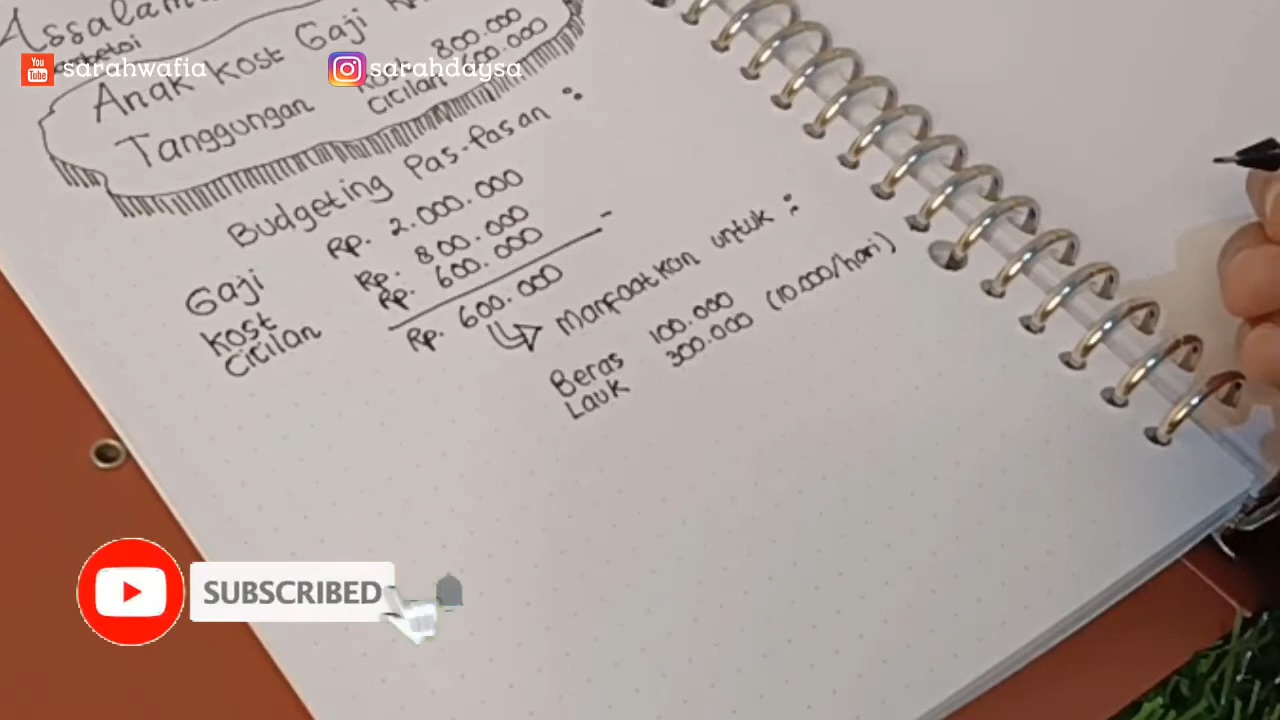 sarahwafia
sarahdaysa
Anak Kost Gaji
Tanggungan
800.000
Cicilan
Budgeting Pas-Pasan :
Gaji Rp. 2.000.000
Kost Rp. 800.000
Cicilan Rp. 600.000 -
Rp. 600.000
Manfaatkan untuk :
Beras 100.000
Lauk 300.000 (10.000/hari)
You
Tube
SUBSCRIBED